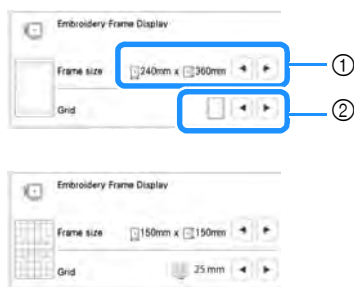 Embroidery Frame Display
Frame size 240mm x 360mm
Grid
①
②
Embroidery Frame Display
Frame size 150mm x 150mm
Grid 25 mm